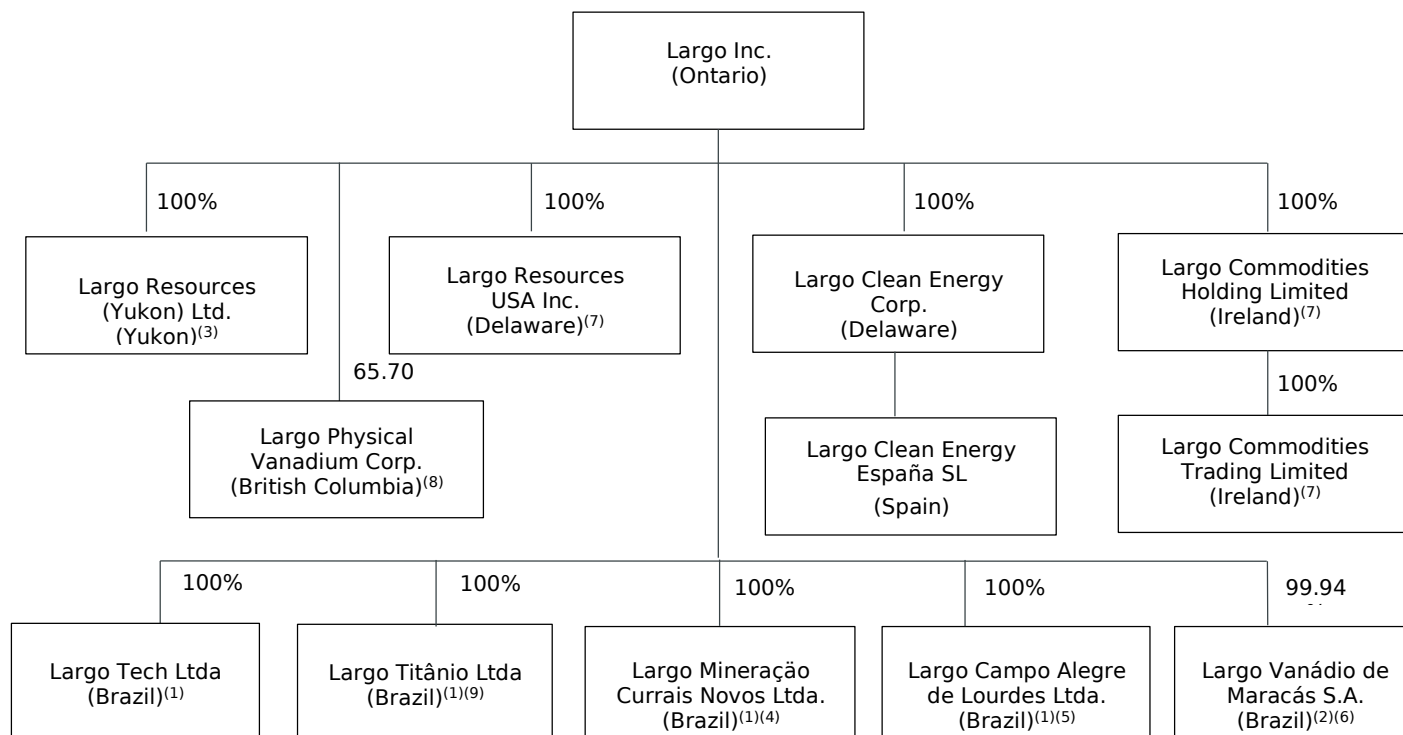 Largo Inc.
(Ontario)
100%
100%
100%
100%
Largo Resources
(Yukon) Ltd.
(Yukon)(3)
Largo Resources
USA Inc.
(Delaware)(7)
Largo Clean Energy
Corp.
(Delaware)
Largo Commodities
Holding Limited
(Ireland)(7)
65.70
100%
Largo Physical
Vanadium Corp.
(British Columbia)(8)
Largo Clean Energy
España SL
(Spain)
Largo Commodities
Trading Limited
(Ireland)(7)
100%
100%
100%
100%
99.94
Largo Tech Ltda
(Brazil)(1)
Largo Titânio Ltda
(Brazil)(1)(9)
Largo Mineraçäo
Currais Novos Ltda.
(Brazil)(1)(4)
Largo Campo Alegre
de Lourdes Ltda.
(Brazil)(1)(5)
Largo Vanádio de
Maracás S.A.
(Brazil)(2)(6)